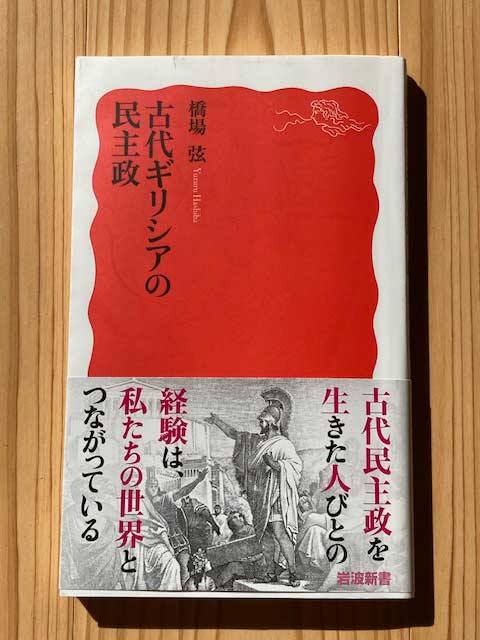 古代ギリシアの
民主政
橋場 弦
Yuzuru Hashiba
古代民主政を
生きた人びとの
経験は、
私たちの世界と
つながっている
岩波新書